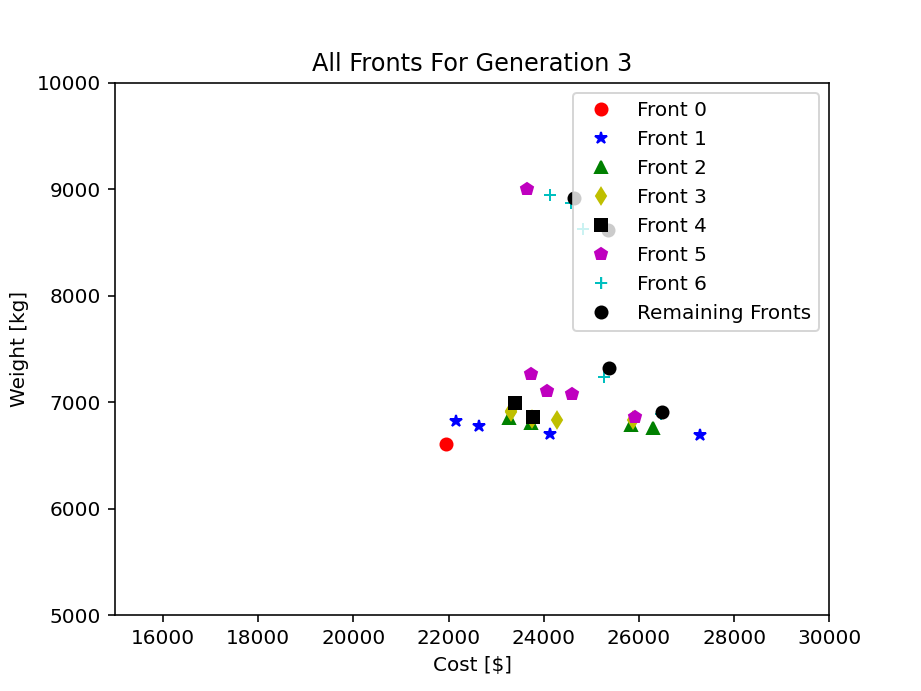 All Fronts For Generation 3
10000
9000
8000
7000
6000
5000
Weight [kg]
16000 18000 20000 22000 24000 26000 28000 30000
Cost [$]
Front 0
Front 1
Front 2
Front 3
Front 4
Front 5
Front 6
Remaining Fronts